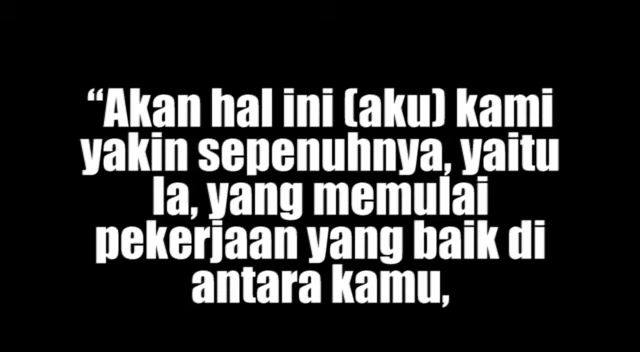 “Akan hal ini (aku) kami
yakin sepenuhnya, yaitu
Ia, yang memulai
pekerjaan yang baik di
antara kamu,